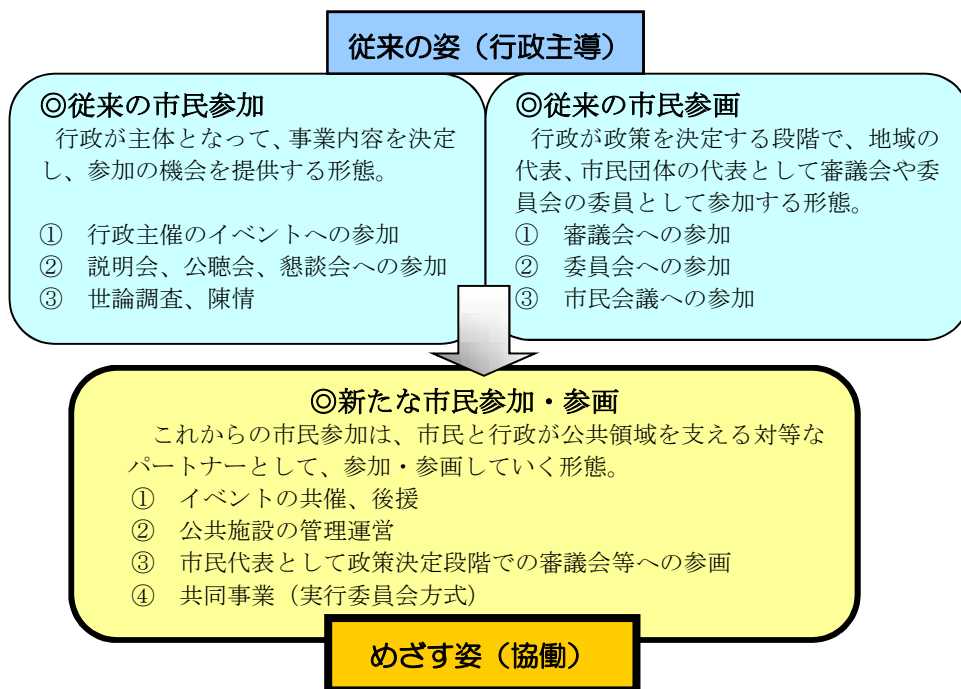 従来の姿（行政主導）
◎従来の市民参加
行政が主体となって、事業内容を決定
し、参加の機会を提供する形態。
① 行政主催のイベントへの参加
② 説明会、公聴会、懇談会への参加
③ 世論調査、陳情
◎従来の市民参画
行政が政策を決定する段階で、地域の
代表、市民団体の代表として審議会や委
員会の委員として参加する形態。
① 審議会への参加
② 委員会への参加
③ 市民会議への参加
◎新たな市民参加・参画
これからの市民参加は、市民と行政が公共領域を支える対等な
パートナーとして、参加・参画していく形態。
① イベントの共催、後援
② 公共施設の管理運営
③ 市民代表として政策決定段階での審議会等への参画
④ 共同事業（実行委員会方式）
めざす姿（協働）